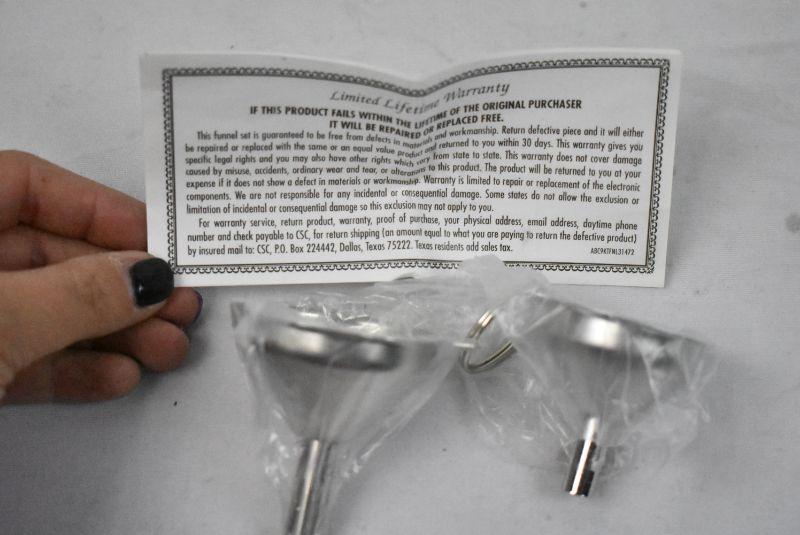 Limited Lifetime Warranty
IF THIS PRODUCT FAILS WITHIN THE LIFETIME OF THE ORIGINAL PURCHASER
IT WILL BE REPAIRED OR REPLACED FREE.
This funnel set is guaranteed to be free from defects in materials and workmanship. Return defective piece and it will either
be repaired or replaced with the same or an equal value product and returned to you within 30 days. This warranty gives you
specific legal rights and you may also have other rights which vary from state to state. This warranty does not cover damage
caused by misuse, accidents, ordinary wear and tear, or alterations to this product. The product will be returned to you at your
expense if it does not show a defect in materials or workmanship. Warranty is limited to repair or replacement of the electronic
components. We are not responsible for any incidental or consequential damage. Some states do not allow the exclusion or
limitation of incidental or consequential damage so this exclusion may not apply to you.
For warranty service, return product, warranty, proof of purchase, your physical address, email address, daytime phone
number and check payable to CSC, for return shipping (an amount equal to what you are paying to return the defective product)
by insured mail to: CSC, P.O. Box 224442, Dallas, Texas 75222. Texas residents add sales tax.
ABC9KTFNL31472